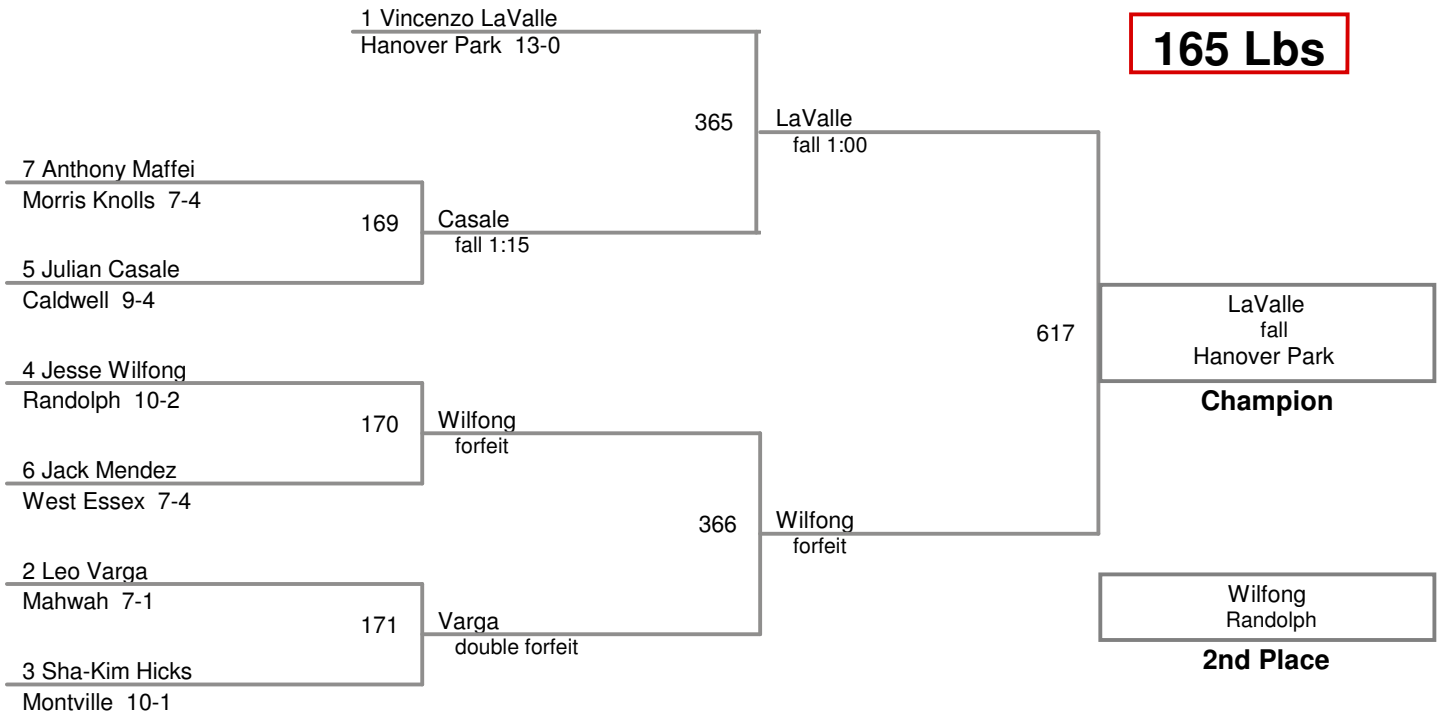 1 Vincenzo LaValle
Hanover Park 13-0
165 Lbs
365
LaValle
fall 1:00
7 Anthony Maffei
Morris Knolls 7-4
169
Casale
fall 1:15
5 Julian Casale
Caldwell 9-4
617
LaValle
fall
Hanover Park
Champion
4 Jesse Wilfong
Randolph 10-2
170
Wilfong
forfeit
6 Jack Mendez
West Essex 7-4
366
Wilfong
forfeit
2 Leo Varga
Mahwah 7-1
171
Varga
double forfeit
3 Sha-Kim Hicks
Montville 10-1
Wilfong
Randolph
2nd Place